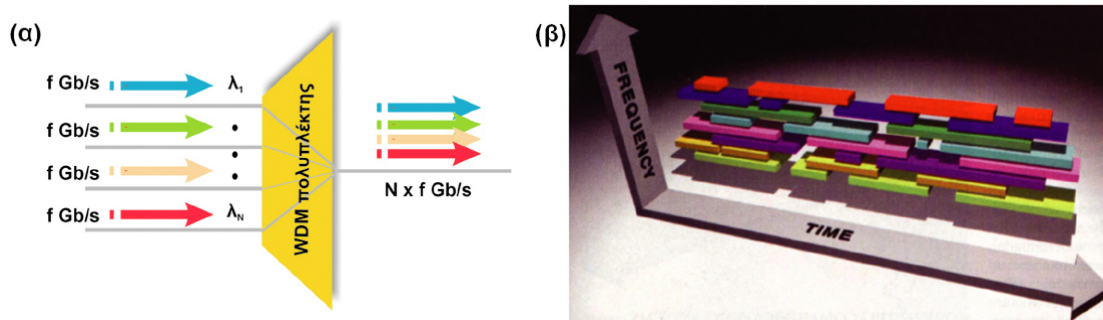 (α)
f Gb/s
λ1
f Gb/s
f Gb/s
f Gb/s
λN
WDM πολυπλέκτης
N x f Gb/s
(β)
FREQUENCY
TIME